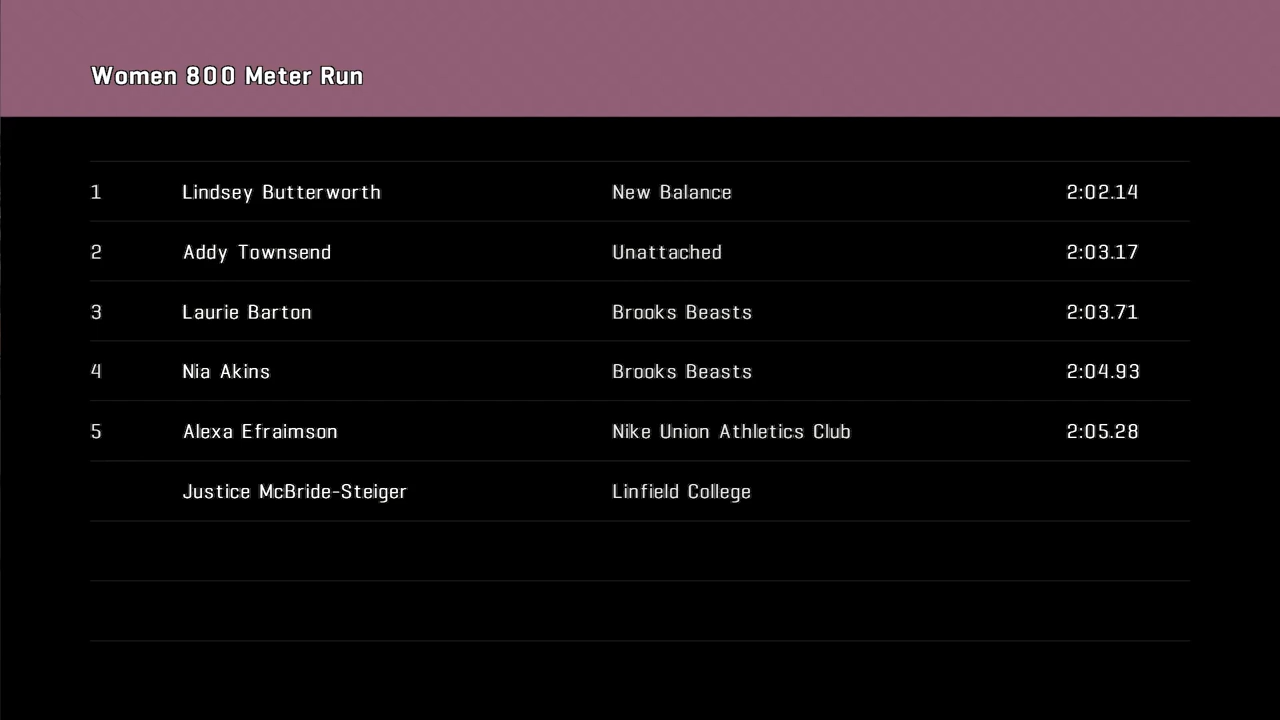 Women 800 Meter Run
1 Lindsey Butterworth New Balance 2:02.14
2 Addy Townsend Unattached 2:03.17
3 Laurie Barton Brooks Beasts 2:03.71
4 Nia Akins Brooks Beasts 2:04.93
5 Alexa Efraimson Nike Union Athletics Club 2:05.28
Justice McBride-Steiger Linfield College